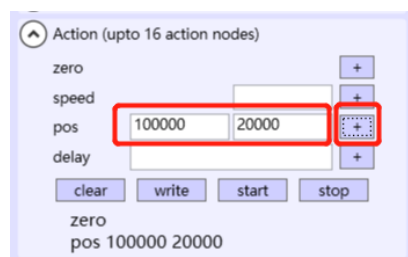 Action (upto 16 action nodes)
zero +
speed +
pos 100000 20000 +
delay +
clear write start stop
zero
pos 100000 20000